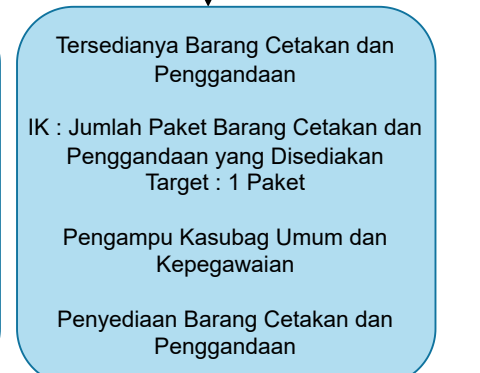 Tersedianya Barang Cetakan dan
Penggandaan
IK : Jumlah Paket Barang Cetakan dan
Penggandaan yang Disediakan
Target : 1 Paket
Pengampu Kasubag Umum dan
Kepegawaian
Penyediaan Barang Cetakan dan
Penggandaan